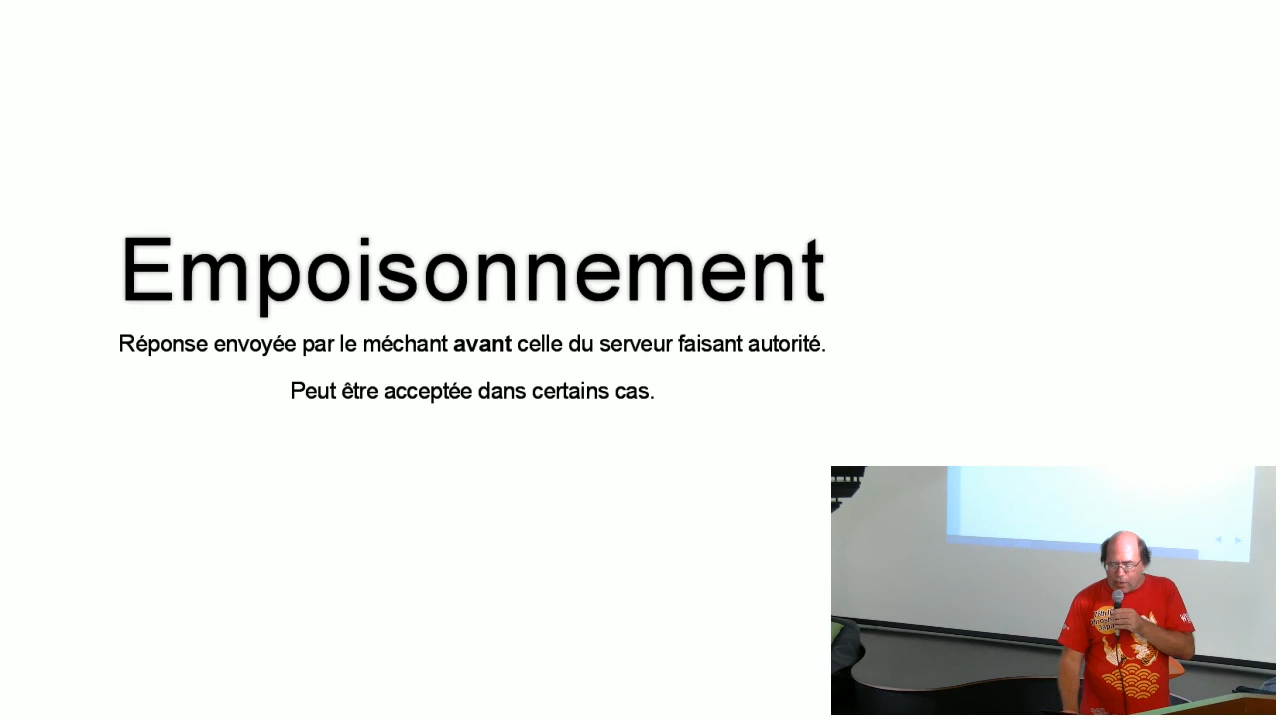 Empoisonnement
Réponse envoyée par le méchant avant celle du serveur faisant autorité.
Peut être acceptée dans certains cas.